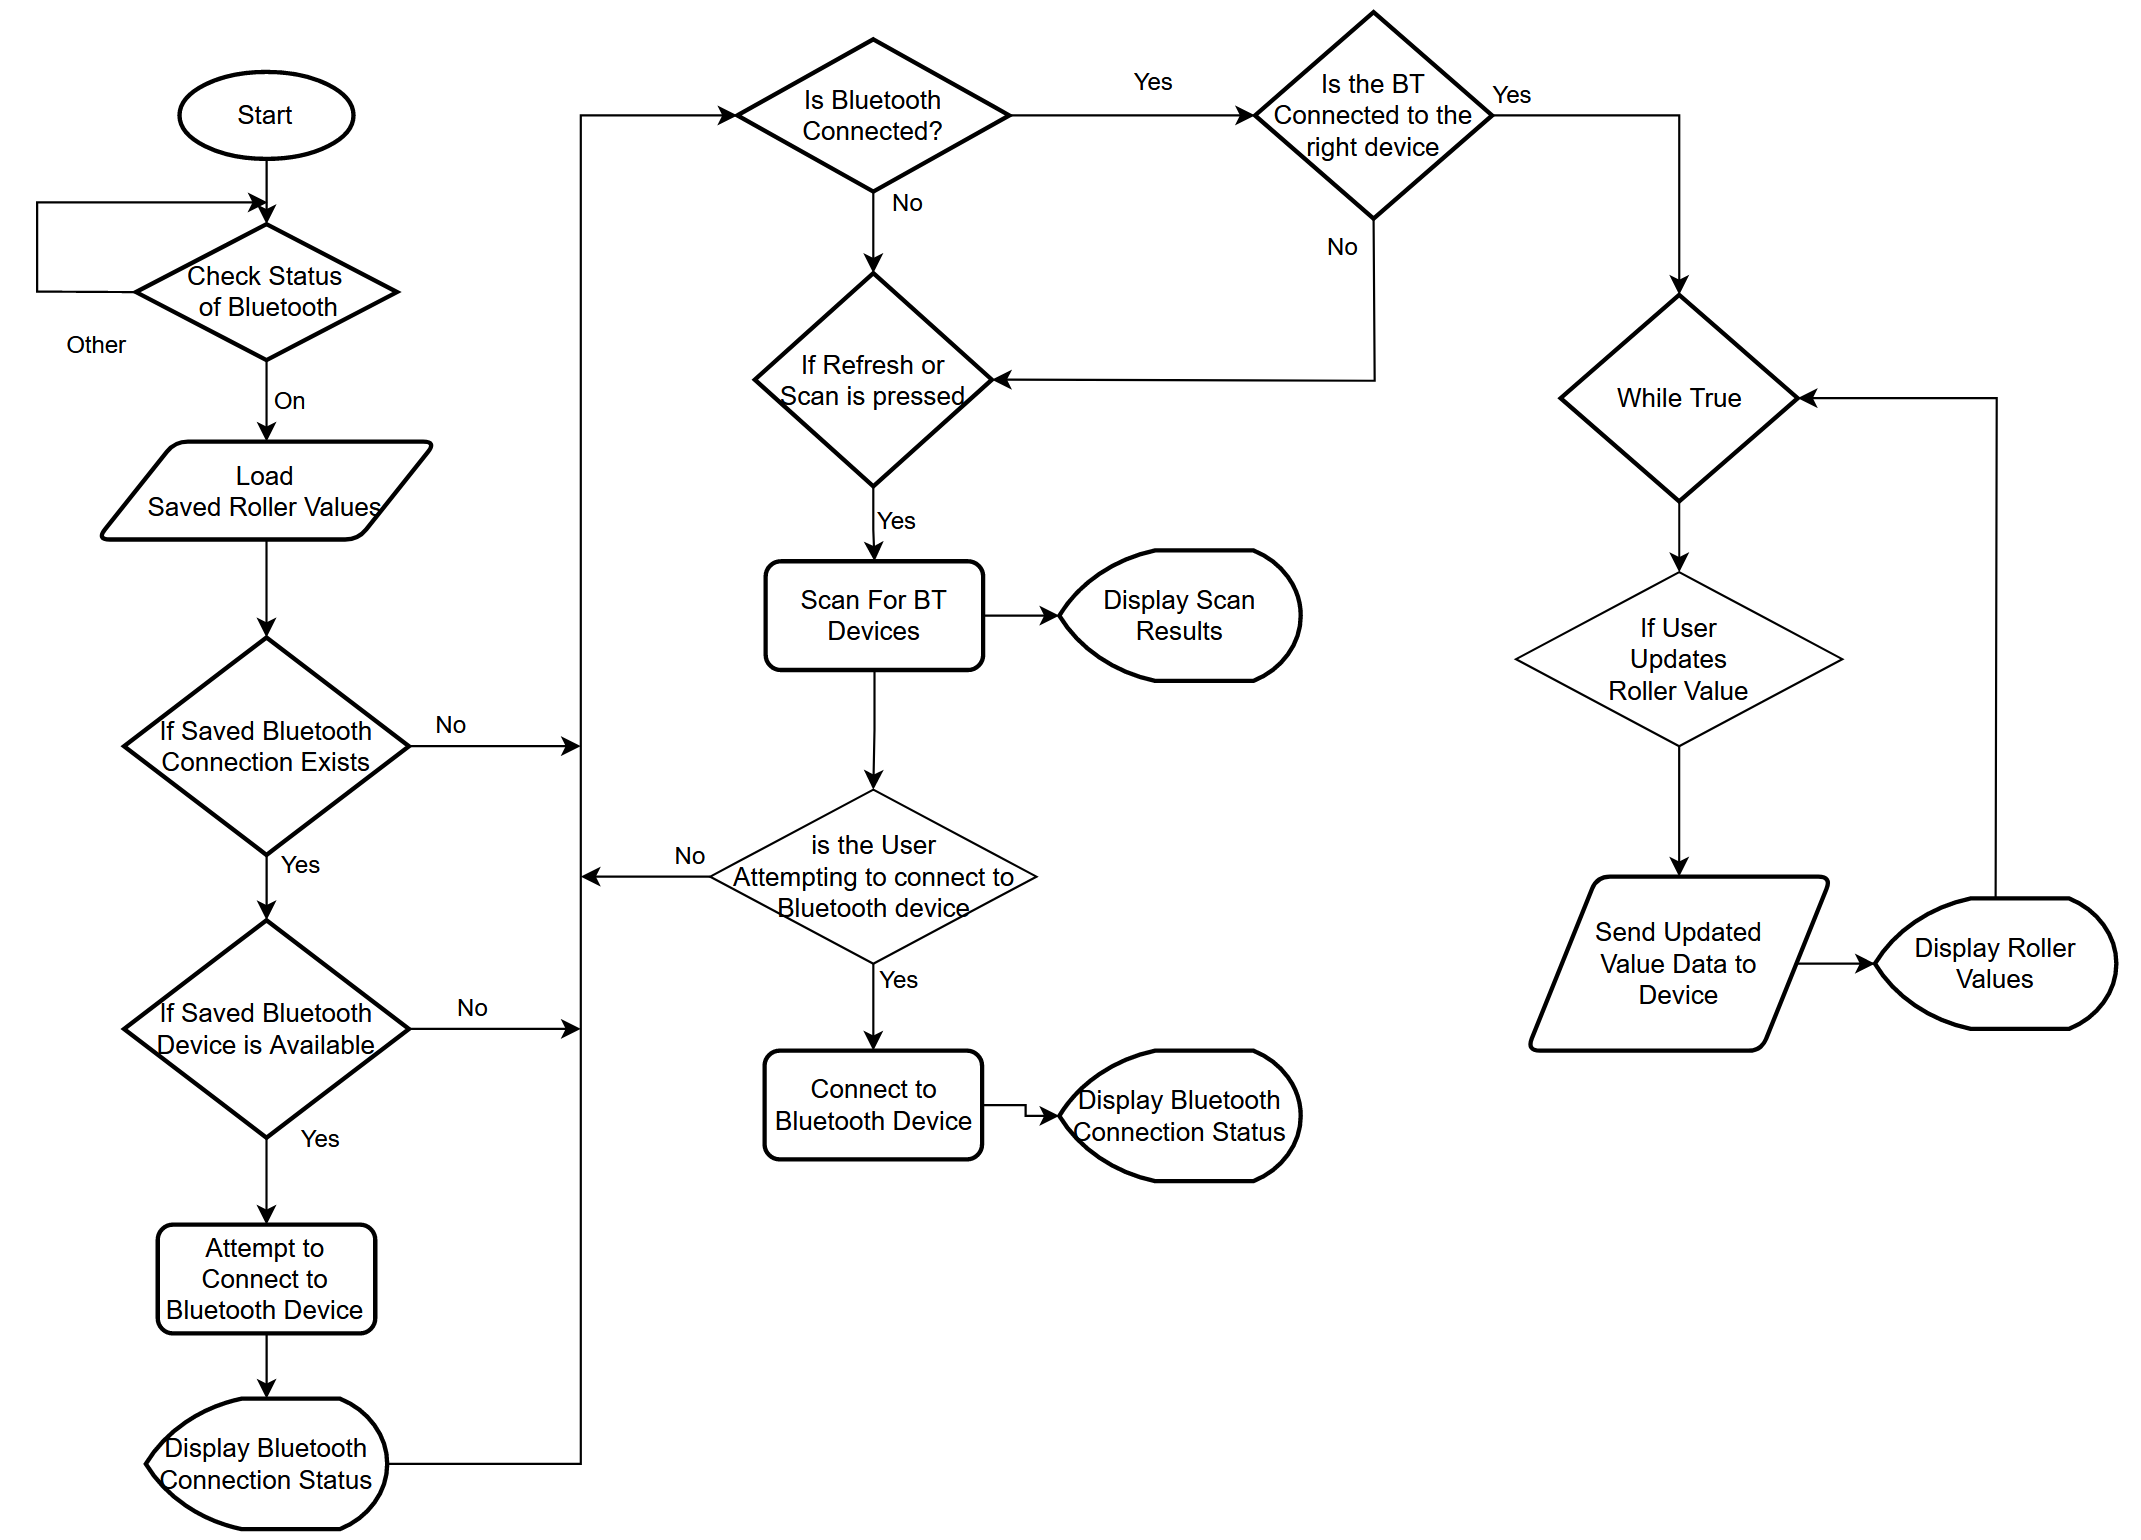 Start
Check Status
of Bluetooth
Other
On
Load
Saved Roller Values
If Saved Bluetooth
Connection Exists
No
Yes
If Saved Bluetooth
Device is Available
No
Yes
Attempt to
Connect to
Bluetooth Device
Display Bluetooth
Connection Status
Is Bluetooth
Connected?
Yes
No
Is the BT
Connected to the
right device
Yes
No
If Refresh or
Scan is pressed
Yes
Scan For BT
Devices
Display Scan
Results
is the User
Attempting to connect to
Bluetooth device
No
Yes
Connect to
Bluetooth Device
Display Bluetooth
Connection Status
While True
If User
Updates
Roller Value
Send Updated
Value Data to
Device
Display Roller
Values